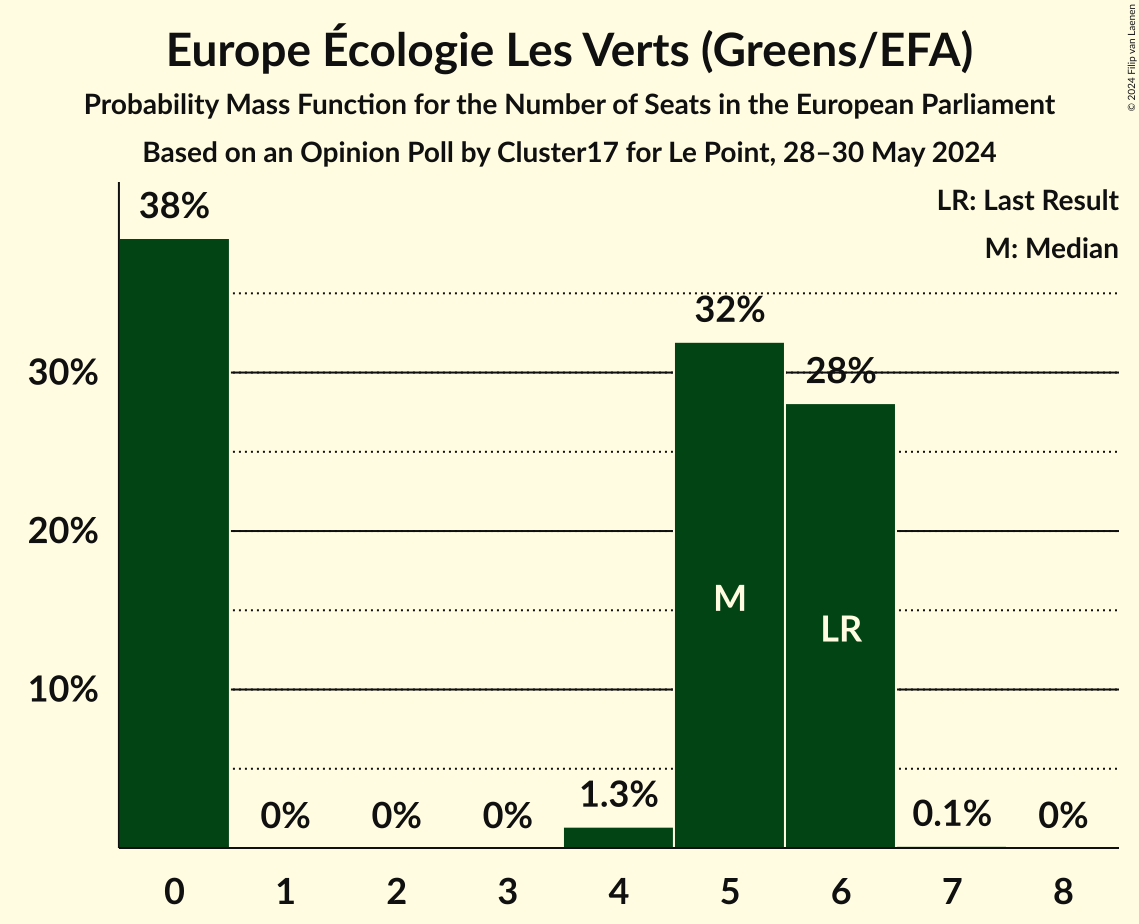 Europe Écologie Les Verts (Greens/EFA)
Probability Mass Function for the Number of Seats in the European Parliament
Based on an Opinion Poll by Cluster17 for Le Point, 28–30 May 2024
© 2024 Filip van Laenen
LR: Last Result
M: Median
38%
32%
28%
30%
20%
10%
M
LR
0%
0%
0%
1.3%
0.1%
0%
0 1 2 3 4 5 6 7 8